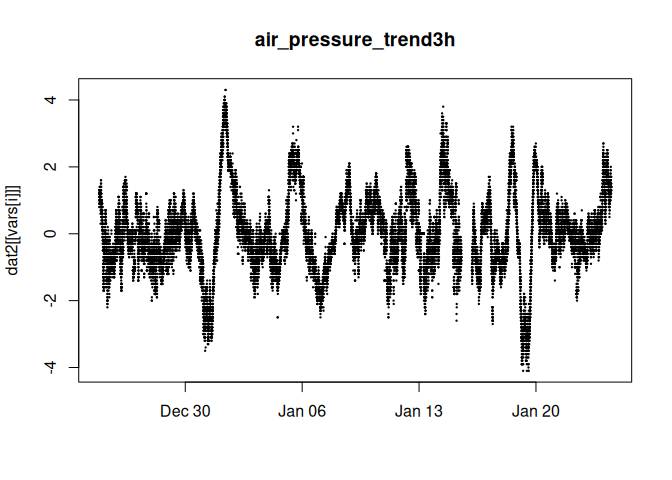 air_pressure_trend3h
dat2[[vars[i]]]
4
2
0
-2
-4
Dec 30
Jan 06
Jan 13
Jan 20